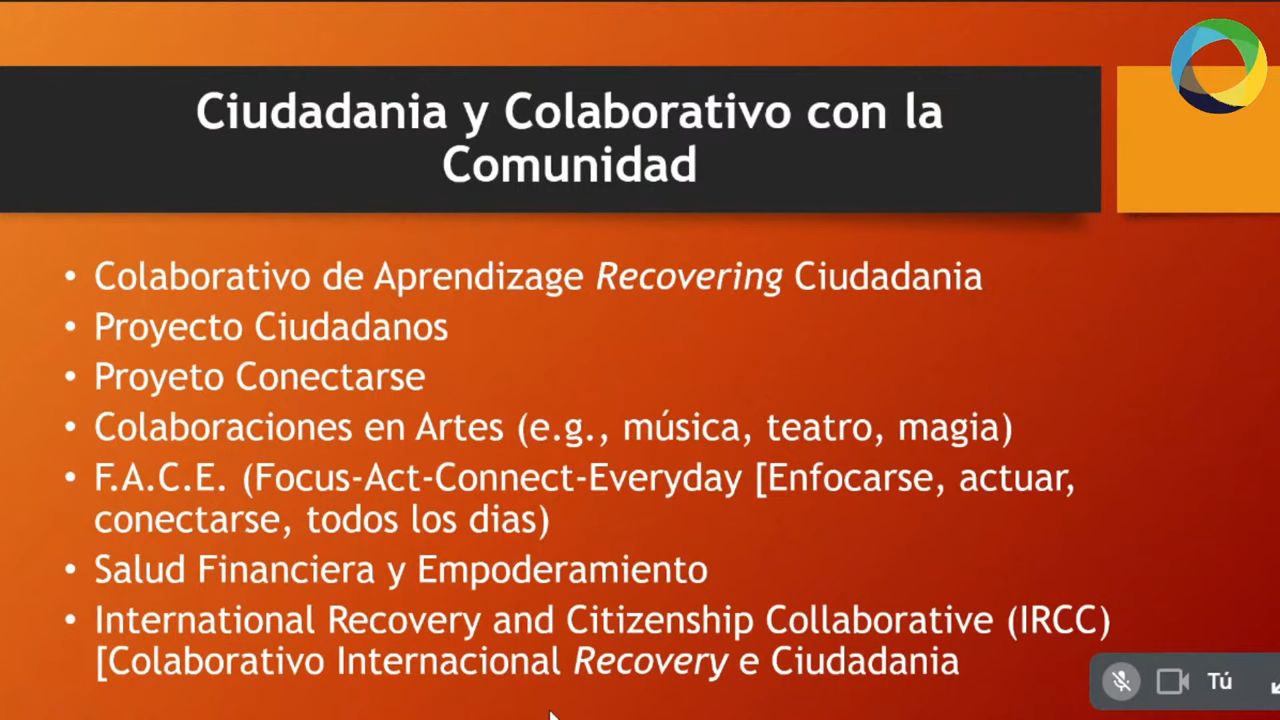 Ciudadania y Colaborativo con la
Comunidad
• Colaborativo de Aprendizage Recovering Ciudadania
• Proyecto Ciudadanos
• Proyeto Conectarse
• Colaboraciones en Artes (e.g., música, teatro, magia)
• F.A.C.E. (Focus-Act-Connect-Everyday [Enfocarse, actuar,
conectarse, todos los dias)
• Salud Financiera y Empoderamiento
• International Recovery and Citizenship Collaborative (IRCC)
[Colaborativo Internacional Recovery e Ciudadania
Tú